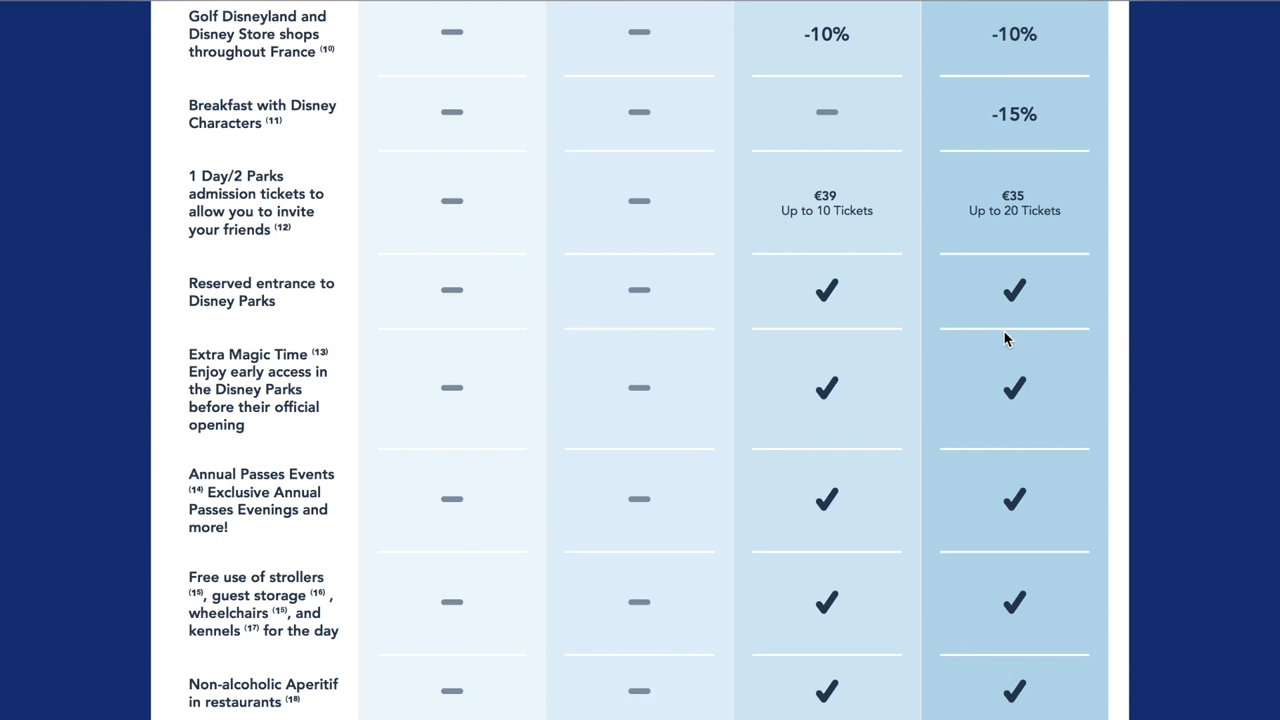 Golf Disneyland and
Disney Store shops
throughout France (10)
-10%
-10%
Breakfast with Disney
Characters (11)
-15%
1 Day/2 Parks
admission tickets to
allow you to invite
your friends (12)
€39
Up to 10 Tickets
€35
Up to 20 Tickets
Reserved entrance to
Disney Parks
Extra Magic Time (13)
Enjoy early access in
the Disney Parks
before their official
opening
Annual Passes Events
(14) Exclusive Annual
Passes Evenings and
more!
Free use of strollers
(15), guest storage (16) ,
wheelchairs (15), and
kennels (17) for the day
Non-alcoholic Aperitif
in restaurants (18)